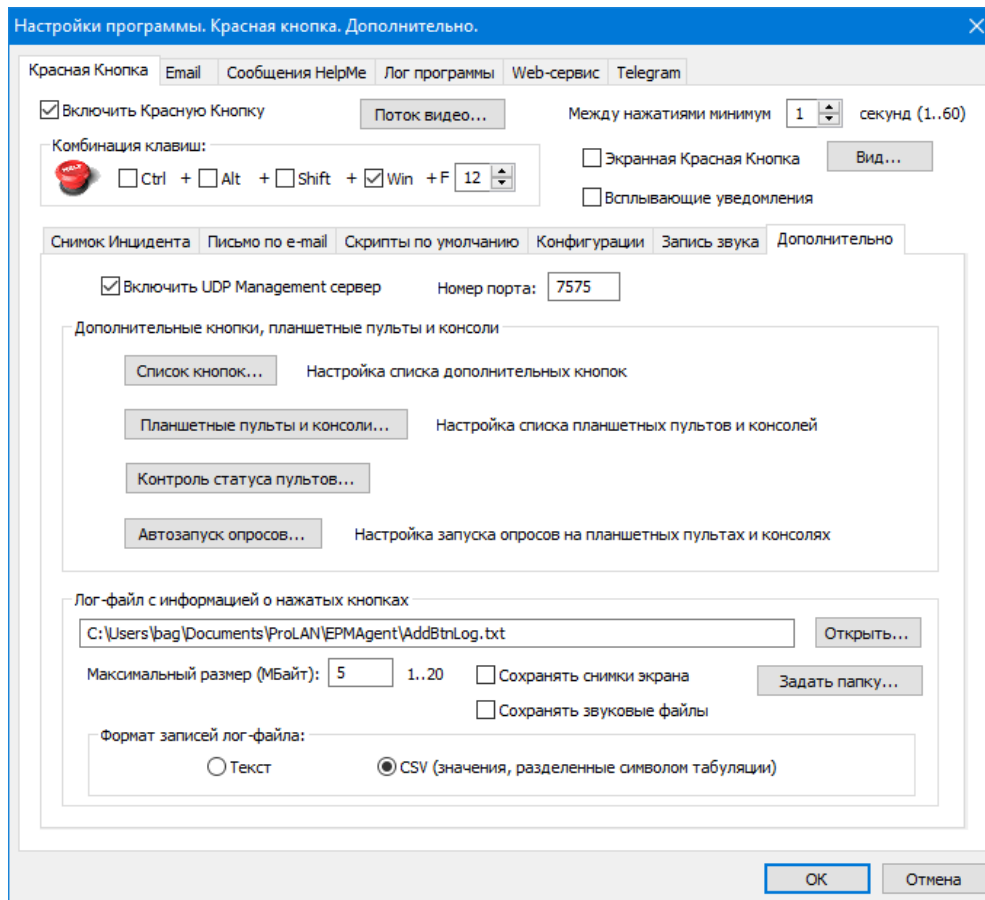 Настройки программы. Красная кнопка. Дополнительно.
Красная Кнопка Email Сообщения HelpMe Лог программы Web-сервис Telegram
Включить Красную Кнопку Поток видео... Между нажатиями минимум 1 секунд (1..60)
Комбинация клавиш:
HELP Ctrl + Alt + Shift + Win + F 12
Экранная Красная Кнопка Вид...
Всплывающие уведомления
Снимок Инцидента Письмо по e-mail Скрипты по умолчанию Конфигурации Запись звука Дополнительно
Включить UDP Management сервер Номер порта: 7575
Дополнительные кнопки, планшетные пульты и консоли
Список кнопок... Настройка списка дополнительных кнопок
Планшетные пульты и консоли... Настройка списка планшетных пультов и консолей
Контроль статуса пультов...
Автозапуск опросов... Настройка запуска опросов на планшетных пультах и консолях
Лог-файл с информацией о нажатых кнопках
C:\Users\bag\Documents\ProLAN\EPMAgent\AddBtnLog.txt Открыть...
Максимальный размер (МБайт): 5 1..20 Сохранять снимки экрана Задать папку...
Сохранять звуковые файлы
Формат записей лог-файла:
Текст CSV (значения, разделенные символом табуляции)
OK Отмена